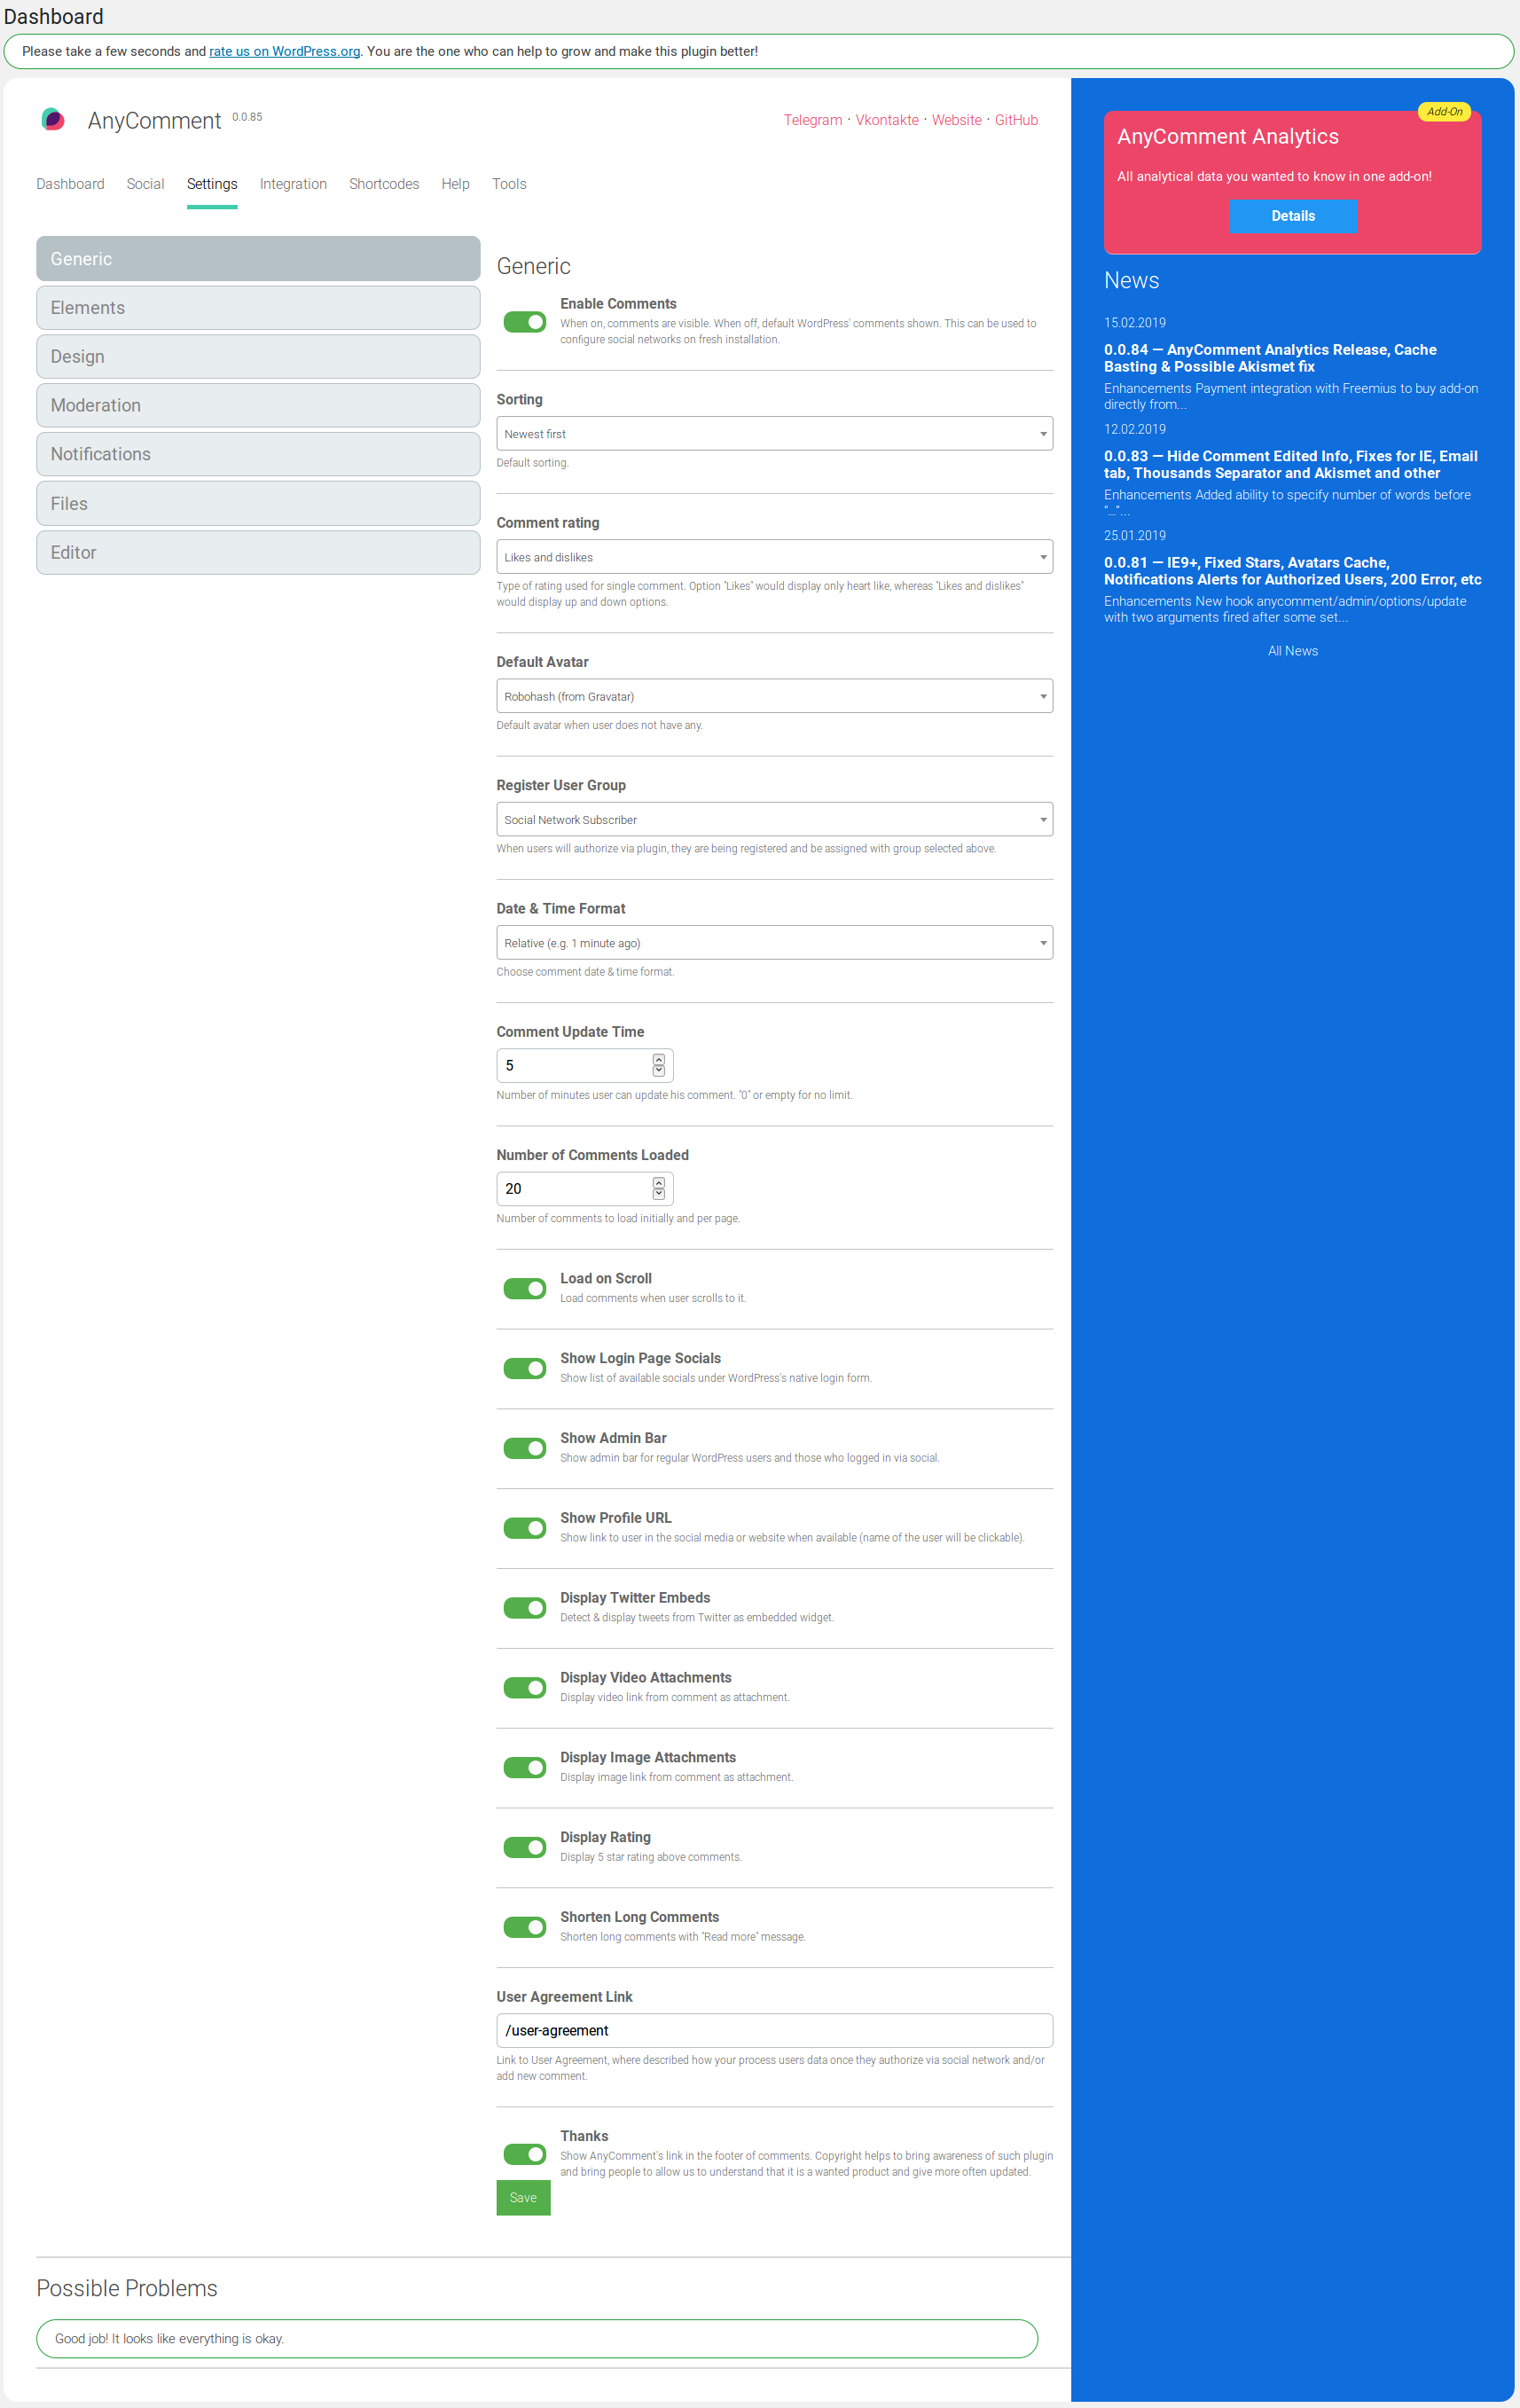 Dashboard
Please take a few seconds and rate us on WordPress.org. You are the one who can help to grow and make this plugin better!
AnyComment 0.0.85
Telegram · Vkontakte · Website · GitHub
Dashboard Social Settings Integration Shortcodes Help Tools
Generic
Elements
Design
Moderation
Notifications
Files
Editor
Generic
Enable Comments
When on, comments are visible. When off, default WordPress' comments shown. This can be used to
configure social networks on fresh installation.
Sorting
Newest first
Default sorting.
Comment rating
Likes and dislikes
Type of rating used for single comment. Option "Likes" would display only heart like, whereas "Likes and dislikes"
would display up and down options.
Default Avatar
Robohash (from Gravatar)
Default avatar when user does not have any.
Register User Group
Social Network Subscriber
When users will authorize via plugin, they are being registered and be assigned with group selected above.
Date & Time Format
Relative (e.g. 1 minute ago)
Choose comment date & time format.
Comment Update Time
5
Number of minutes user can update his comment. "0" or empty for no limit.
Number of Comments Loaded
20
Number of comments to load initially and per page.
Load on Scroll
Load comments when user scrolls to it.
Show Login Page Socials
Show list of available socials under WordPress's native login form.
Show Admin Bar
Show admin bar for regular WordPress users and those who logged in via social.
Show Profile URL
Show link to user in the social media or website when available (name of the user will be clickable).
Display Twitter Embeds
Detect & display tweets from Twitter as embedded widget.
Display Video Attachments
Display video link from comment as attachment.
Display Image Attachments
Display image link from comment as attachment.
Display Rating
Display 5 star rating above comments.
Shorten Long Comments
Shorten long comments with "Read more" message.
User Agreement Link
/user-agreement
Link to User Agreement, where described how your process users data once they authorize via social network and/or
add new comment.
Thanks
Show AnyComment's link in the footer of comments. Copyright helps to bring awareness of such plugin
and bring people to allow us to understand that it is a wanted product and give more often updated.
Save
Possible Problems
Good job! It looks like everything is okay.
Add-On
AnyComment Analytics
All analytical data you wanted to know in one add-on!
Details
News
15.02.2019
0.0.84 — AnyComment Analytics Release, Cache
Basting & Possible Akismet fix
Enhancements Payment integration with Freemius to buy add-on
directly from...
12.02.2019
0.0.83 — Hide Comment Edited Info, Fixes for IE, Email
tab, Thousands Separator and Akismet and other
Enhancements Added ability to specify number of words before
"…"...
25.01.2019
0.0.81 — IE9+, Fixed Stars, Avatars Cache,
Notifications Alerts for Authorized Users, 200 Error, etc
Enhancements New hook anycomment/admin/options/update
with two arguments fired after some set...
All News